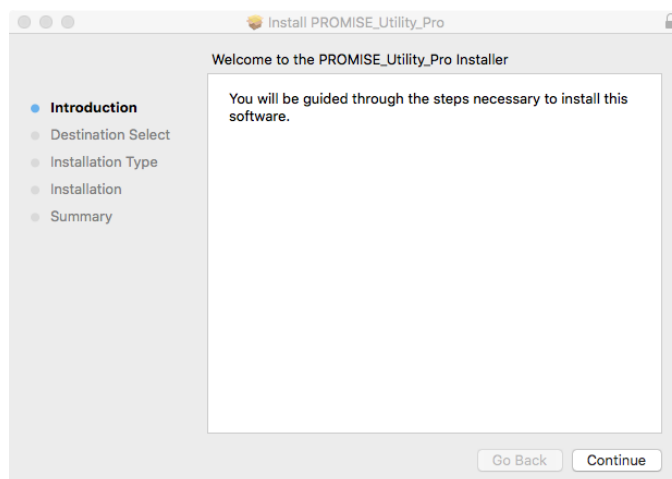 Install PROMISE_Utility_Pro
Welcome to the PROMISE_Utility_Pro Installer
Introduction
Destination Select
Installation Type
Installation
Summary
You will be guided through the steps necessary to install this
software.
Go Back
Continue